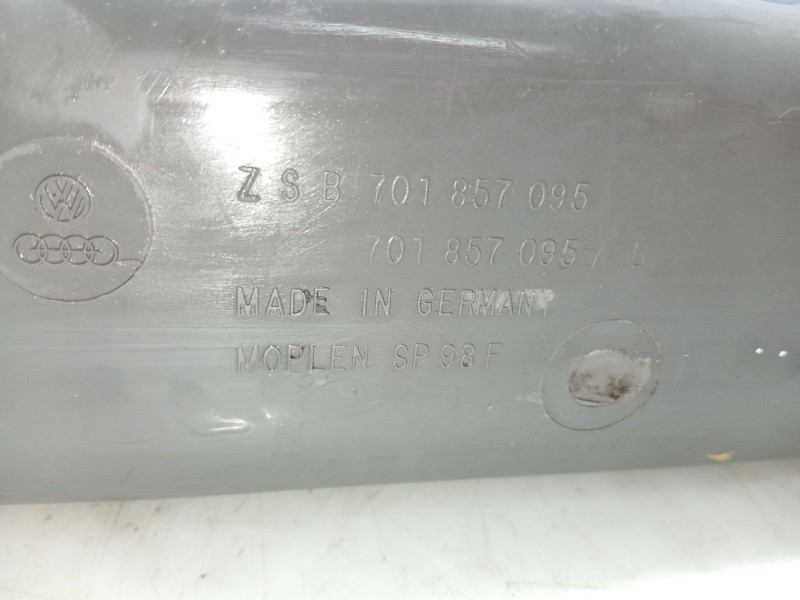 Z S B 701 857 095
701 857 095 / B
MADE IN GERMANY
MOPLEN SP 98 F